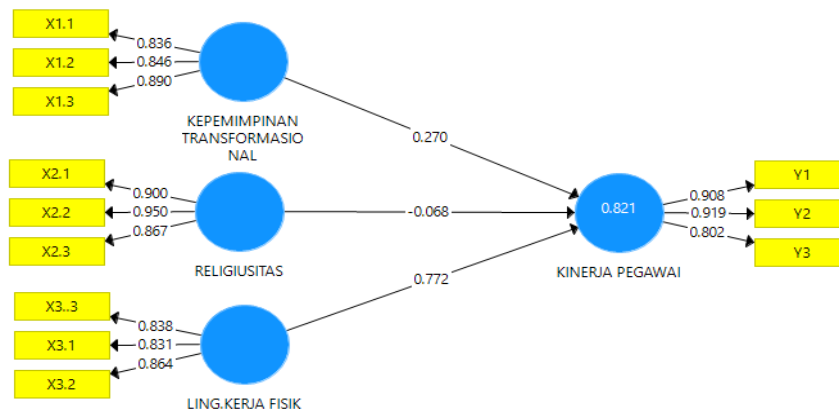 X1.1
0.836
X1.2
0.846
X1.3
0.890
KEPEMIMPINAN
TRANSFORMASIO
NAL
0.270
X2.1
0.900
X2.2
0.950
X2.3
0.867
RELIGIUSITAS
-0.068
X3..3
0.838
X3.1
0.831
X3.2
0.864
LING.KERJA FISIK
0.772
0.821
KINERJA PEGAWAI
0.908
Y1
0.919
Y2
0.802
Y3